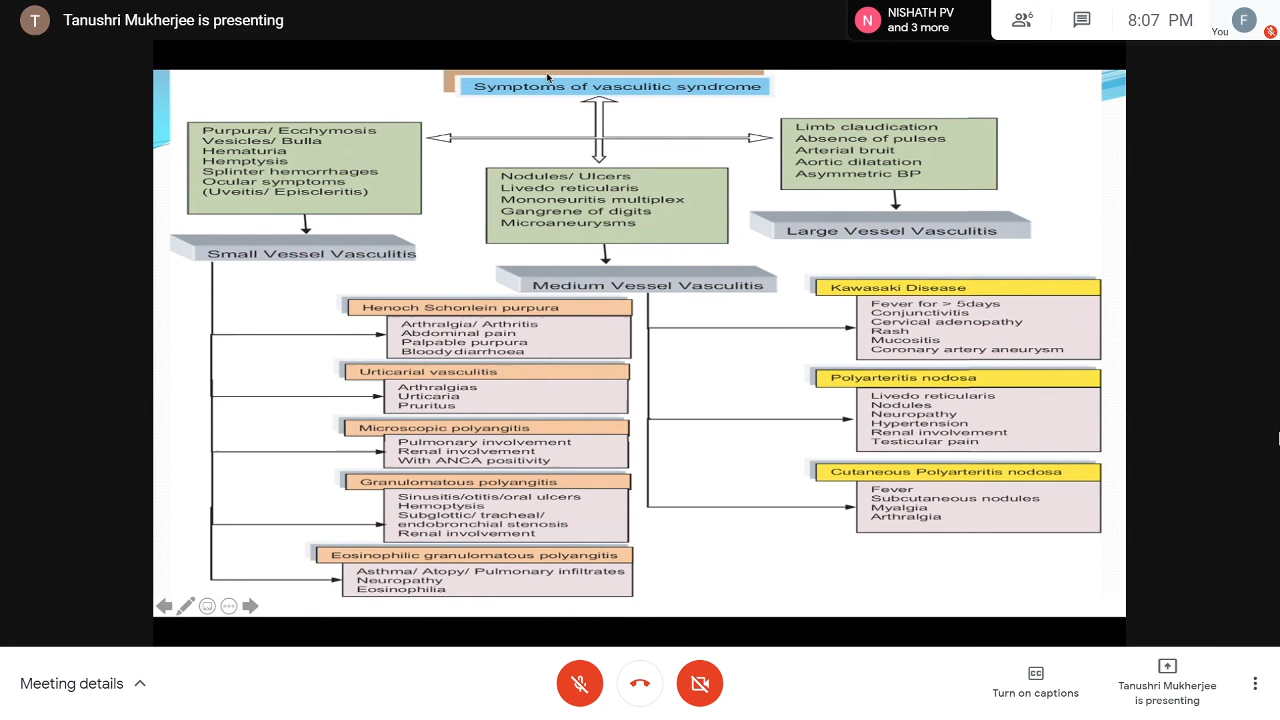 T
Tanushri Mukherjee is presenting
N
NISHATH PV
and 3 more
6
8:07 PM
You
F
Symptoms of vasculitic syndrome
Purpura/ Ecchymosis
Vesicles/ Bulla
Hematuria
Hemptysis
Splinter hemorrhages
Ocular symptoms
(Uveitis/ Episcleritis)
Nodules/ Ulcers
Livedo reticularis
Mononeuritis multiplex
Gangrene of digits
Microaneurysms
Limb claudication
Absence of pulses
Arterial bruit
Aortic dilatation
Asymmetric BP
Small Vessel Vasculitis
Medium Vessel Vasculitis
Large Vessel Vasculitis
Henoch Schonlein purpura
Arthralgia/ Arthritis
Abdominal pain
Palpable purpura
Bloody diarrhoea
Urticarial vasculitis
Arthralgias
Urticaria
Pruritus
Microscopic polyangitis
Pulmonary involvement
Renal involvement
With ANCA positivity
Granulomatous polyangitis
Sinusitis/otitis/oral ulcers
Hemoptysis
Subglottic/ tracheal/
endobronchial stenosis
Renal involvement
Eosinophilic granulomatous polyangitis
Asthma/ Atopy/ Pulmonary infiltrates
Neuropathy
Eosinophilia
Kawasaki Disease
Fever for > 5days
Conjunctivitis
Cervical adenopathy
Rash
Mucositis
Coronary artery aneurysm
Polyarteritis nodosa
Livedo reticularis
Nodules
Neuropathy
Hypertension
Renal involvement
Testicular pain
Cutaneous Polyarteritis nodosa
Fever
Subcutaneous nodules
Myalgia
Arthralgia
Meeting details
CC
Turn on captions
Tanushri Mukherjee
is presenting